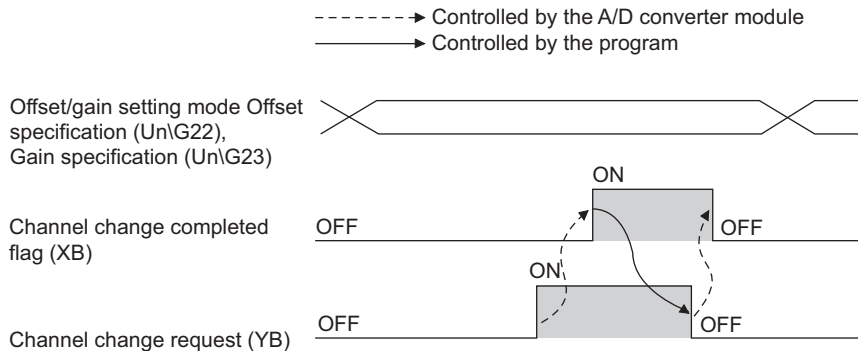 Controlled by the A/D converter module
Controlled by the program
Offset/gain setting mode Offset
specification (Un\G22),
Gain specification (Un\G23)
ON
Channel change completed
flag (XB)
OFF
OFF
ON
Channel change request (YB)
OFF
OFF